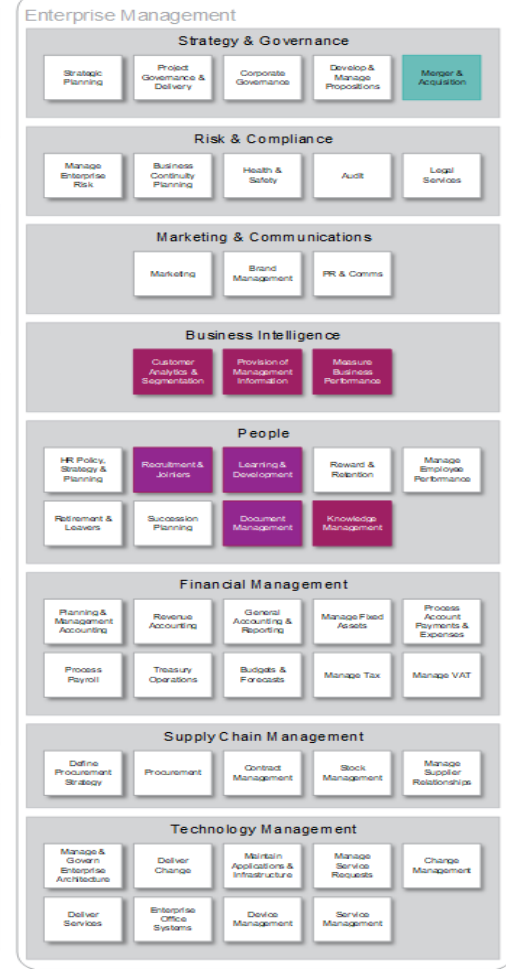 Enterprise Management
Strategy & Governance
Strategic
Planning
Project
Governance &
Delivery
Corporate
Governance
Develop &
Manage
Propositions
Merger &
Acquisition
Risk & Compliance
Manage
Enterprise
Risk
Business
Continuity
Planning
Health &
Safety
Audit
Legal
Services
Marketing & Communications
Marketing
Brand
Management
PR & Comms
Business Intelligence
Customer
Analytics &
Segmentation
Provision of
Management
Information
Measure
Business
Performance
People
HR Policy,
Strategy &
Planning
Recruitment &
Joiniers
Learning &
Development
Reward &
Retention
Manage
Employee
Performance
Retirement &
Leavers
Succession
Planning
Document
Management
Knowledge
Management
Financial Management
Planning &
Management
Accounting
Revenue
Accounting
General
Accounting &
Reporting
Manage Fixed
Assets
Process
Account
Payments &
Expenses
Process
Payroll
Treasury
Operations
Budgets &
Forecasts
Manage Tax
Manage VAT
Supply Chain Management
Define
Procurement
Strategy
Procurement
Contract
Management
Stock
Management
Manage
Supplier
Relationships
Technology Management
Manage &
Govern
Enterprise
Architecture
Deliver
Change
Maintain
Applications &
Infrastructure
Manage
Service
Requests
Change
Management
Deliver
Services
Enterprise
Office
Systems
Device
Management
Service
Management